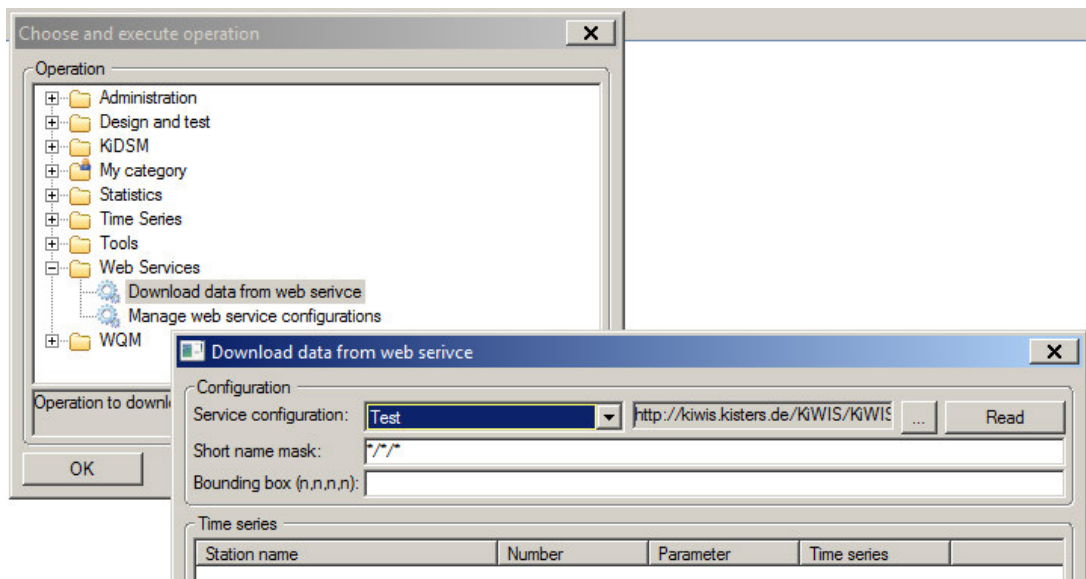 Choose and execute operation
Operation
Administration
Design and test
KiDSM
My category
Statistics
Time Series
Tools
Web Services
Download data from web serivce
Manage web service configurations
WQM
Operation to downl
OK
Download data from web serivce
Configuration
Service configuration: Test http://kiwis.kisters.de/KiWIS/KiWIS ... Read
Short name mask: */*/*
Bounding box (n,n,n,n):
Time series
Station name Number Parameter Time series